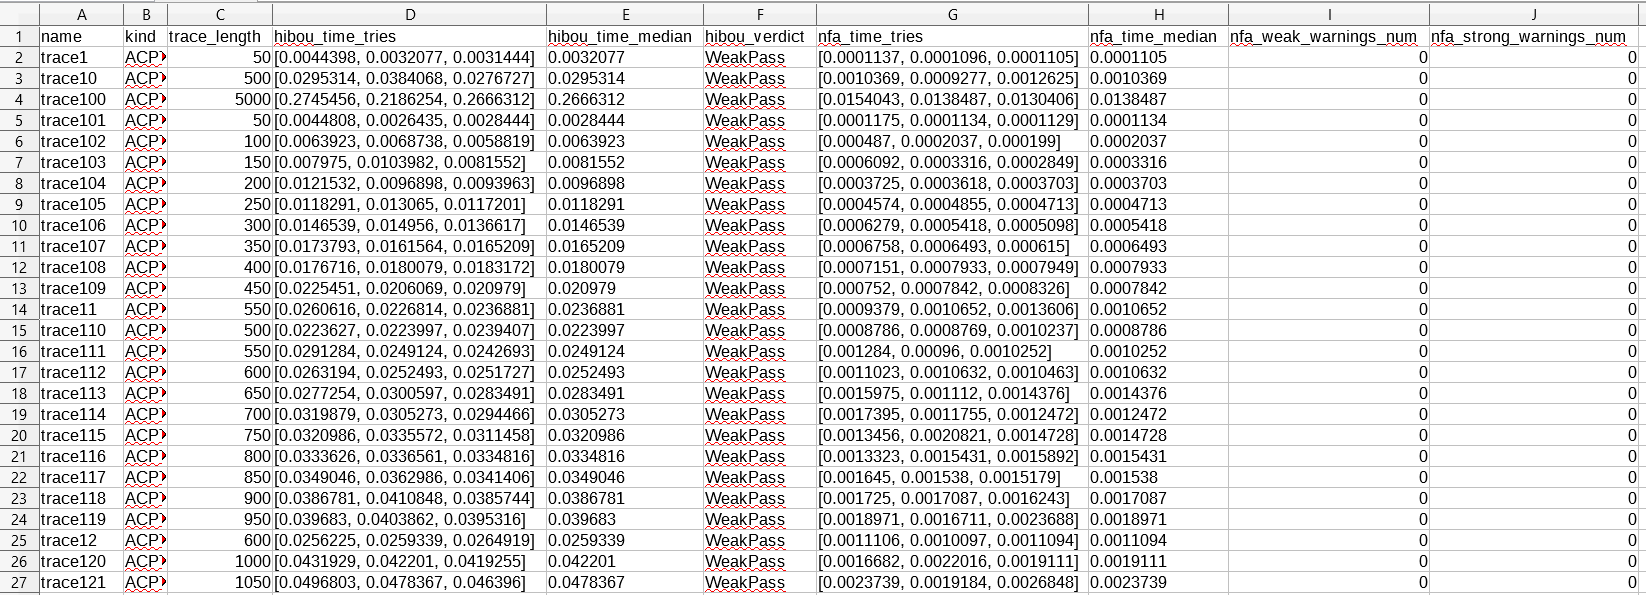 A B C D E F G H I J
1 name kind trace_length hibou_time_tries hibou_time_median hibou_verdict nfa_time_tries nfa_time_median nfa_weak_warnings_num nfa_strong_warnings_num
2 trace1 ACP 50 [0.0044398, 0.0032077, 0.0031444] 0.0032077 WeakPass [0.0001137, 0.0001096, 0.0001105] 0.0001105 0 0
3 trace10 ACP 500 [0.0295314, 0.0384068, 0.0276727] 0.0295314 WeakPass [0.0010369, 0.0009277, 0.0012625] 0.0010369 0 0
4 trace100 ACP 5000 [0.2745456, 0.2186254, 0.2666312] 0.2666312 WeakPass [0.0154043, 0.0138487, 0.0130406] 0.0138487 0 0
5 trace101 ACP 50 [0.0044808, 0.0026435, 0.0028444] 0.0028444 WeakPass [0.0001175, 0.0001134, 0.0001129] 0.0001134 0 0
6 trace102 ACP 100 [0.0063923, 0.0068738, 0.0058819] 0.0063923 WeakPass [0.000487, 0.0002037, 0.000199] 0.0002037 0 0
7 trace103 ACP 150 [0.007975, 0.0103982, 0.0081552] 0.0081552 WeakPass [0.0006092, 0.0003316, 0.0002849] 0.0003316 0 0
8 trace104 ACP 200 [0.0121532, 0.0096898, 0.0093963] 0.0096898 WeakPass [0.0003725, 0.0003618, 0.0003703] 0.0003703 0 0
9 trace105 ACP 250 [0.0118291, 0.013065, 0.0117201] 0.0118291 WeakPass [0.0004574, 0.0004855, 0.0004713] 0.0004713 0 0
10 trace106 ACP 300 [0.0146539, 0.014956, 0.0136617] 0.0146539 WeakPass [0.0006279, 0.0005418, 0.0005098] 0.0005418 0 0
11 trace107 ACP 350 [0.0173793, 0.0161564, 0.0165209] 0.0165209 WeakPass [0.0006758, 0.0006493, 0.000615] 0.0006493 0 0
12 trace108 ACP 400 [0.0176716, 0.0180079, 0.0183172] 0.0180079 WeakPass [0.0007151, 0.0007933, 0.0007949] 0.0007933 0 0
13 trace109 ACP 450 [0.0225451, 0.0206069, 0.020979] 0.020979 WeakPass [0.000752, 0.0007842, 0.0008326] 0.0007842 0 0
14 trace11 ACP 550 [0.0260616, 0.0226814, 0.0236881] 0.0236881 WeakPass [0.0009379, 0.0010652, 0.0013606] 0.0010652 0 0
15 trace110 ACP 500 [0.0223627, 0.0223997, 0.0239407] 0.0223997 WeakPass [0.0008786, 0.0008769, 0.0010237] 0.0008786 0 0
16 trace111 ACP 550 [0.0291284, 0.0249124, 0.0242693] 0.0249124 WeakPass [0.001284, 0.00096, 0.0010252] 0.0010252 0 0
17 trace112 ACP 600 [0.0263194, 0.0252493, 0.0251727] 0.0252493 WeakPass [0.0011023, 0.0010632, 0.0010463] 0.0010632 0 0
18 trace113 ACP 650 [0.0277254, 0.0300597, 0.0283491] 0.0283491 WeakPass [0.0015975, 0.001112, 0.0014376] 0.0014376 0 0
19 trace114 ACP 700 [0.0319879, 0.0305273, 0.0294466] 0.0305273 WeakPass [0.0017395, 0.0011755, 0.0012472] 0.0012472 0 0
20 trace115 ACP 750 [0.0320986, 0.0335572, 0.0311458] 0.0320986 WeakPass [0.0013456, 0.0020821, 0.0014728] 0.0014728 0 0
21 trace116 ACP 800 [0.0333626, 0.0336561, 0.0334816] 0.0334816 WeakPass [0.0013323, 0.0015431, 0.0015892] 0.0015431 0 0
22 trace117 ACP 850 [0.0349046, 0.0362986, 0.0341406] 0.0349046 WeakPass [0.001645, 0.001538, 0.0015179] 0.001538 0 0
23 trace118 ACP 900 [0.0386781, 0.0410848, 0.0385744] 0.0386781 WeakPass [0.001725, 0.0017087, 0.0016243] 0.0017087 0 0
24 trace119 ACP 950 [0.039683, 0.0403862, 0.0395316] 0.039683 WeakPass [0.0018971, 0.0016711, 0.0023688] 0.0018971 0 0
25 trace12 ACP 600 [0.0256225, 0.0259339, 0.0264919] 0.0259339 WeakPass [0.0011106, 0.0010097, 0.0011094] 0.0011094 0 0
26 trace120 ACP 1000 [0.0431929, 0.042201, 0.0419255] 0.042201 WeakPass [0.0016682, 0.0022016, 0.0019111] 0.0019111 0 0
27 trace121 ACP 1050 [0.0496803, 0.0478367, 0.046396] 0.0478367 WeakPass [0.0023739, 0.0019184, 0.0026848] 0.0023739 0 0